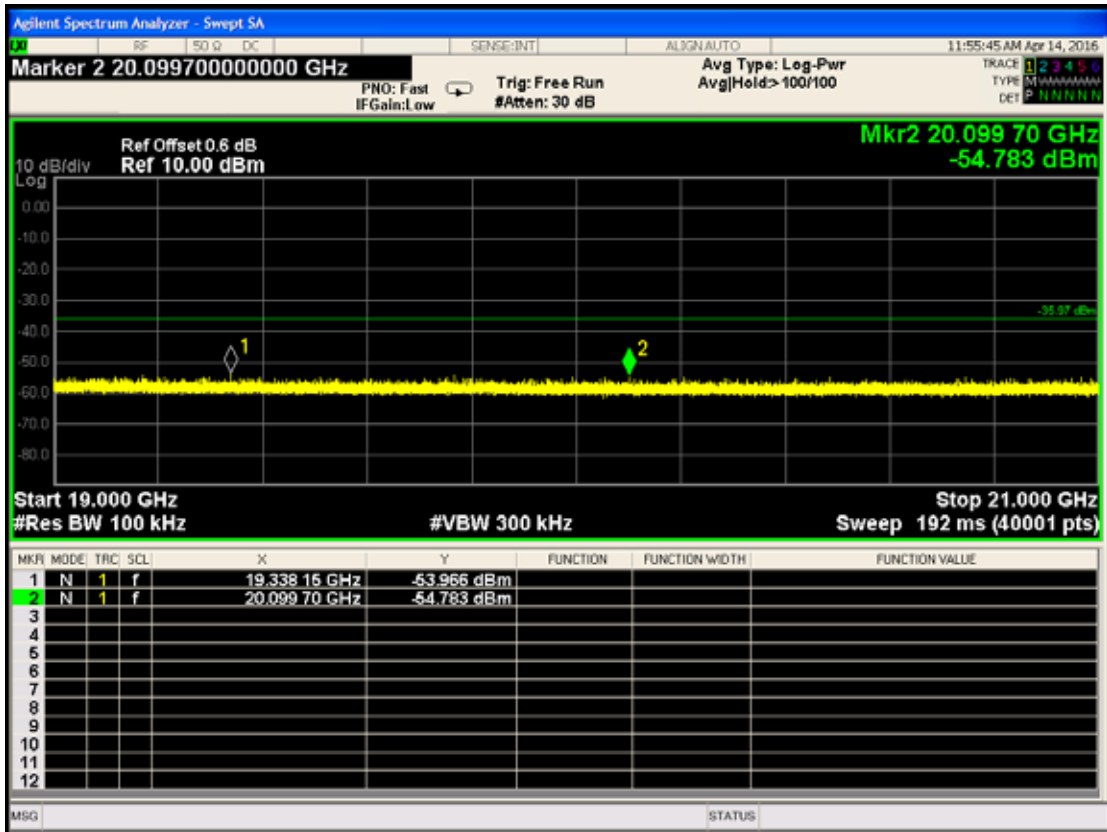 Agilent Spectrum Analyzer - Swept SA
LXI RF 50 Ω DC SENSE:INT ALIGN AUTO 11:55:45 AM Apr 14, 2016
Marker 2 20.099700000000 GHz
PNO: Fast
IFGain:Low
Trig: Free Run
#Atten: 30 dB
Avg Type: Log-Pwr
Avg|Hold:>100/100
TRACE 1 2 3 4 5 6
TYPE M W W W W W
DET P N N N N N
Mkr2 20.099 70 GHz
-54.783 dBm
Ref Offset 0.6 dB
10 dB/div Ref 10.00 dBm
Log
0.00
-10.0
-20.0
-30.0
-35.97 dBm
-40.0
1
2
-50.0
-60.0
-70.0
-80.0
Start 19.000 GHz Stop 21.000 GHz
#Res BW 100 kHz #VBW 300 kHz Sweep 192 ms (40001 pts)
MKR MODE TRC SCL X Y FUNCTION FUNCTION WIDTH FUNCTION VALUE
1 N 1 f 19.338 15 GHz -53.966 dBm
2 N 1 f 20.099 70 GHz -54.783 dBm
3
4
5
6
7
8
9
10
11
12
MSG STATUS